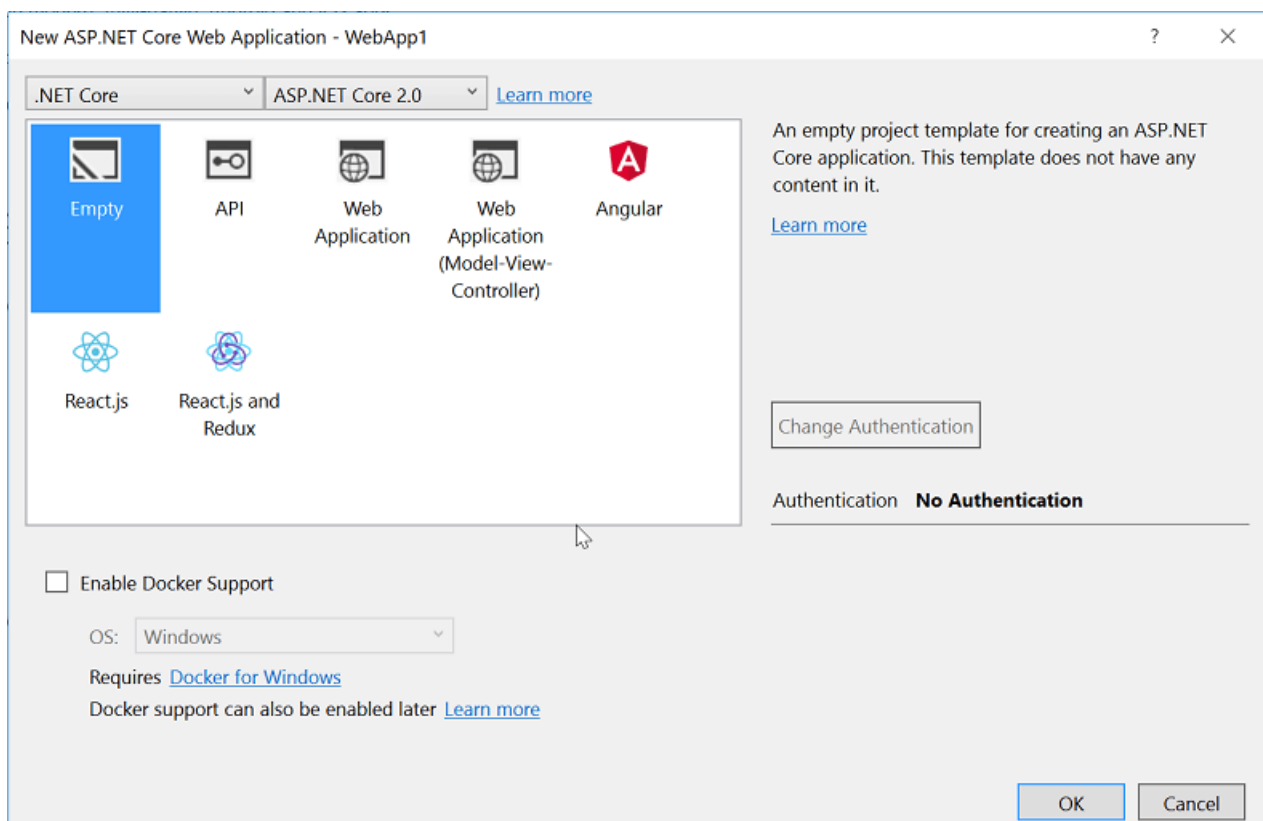 New ASP.NET Core Web Application - WebApp1
?
.NET Core
ASP.NET Core 2.0
Learn more
Empty
API
Web
Application
Web
Application
(Model-View-
Controller)
Angular
React.js
React.js and
Redux
An empty project template for creating an ASP.NET
Core application. This template does not have any
content in it.
Learn more
Change Authentication
Authentication No Authentication
Enable Docker Support
OS: Windows
Requires Docker for Windows
Docker support can also be enabled later Learn more
OK
Cancel